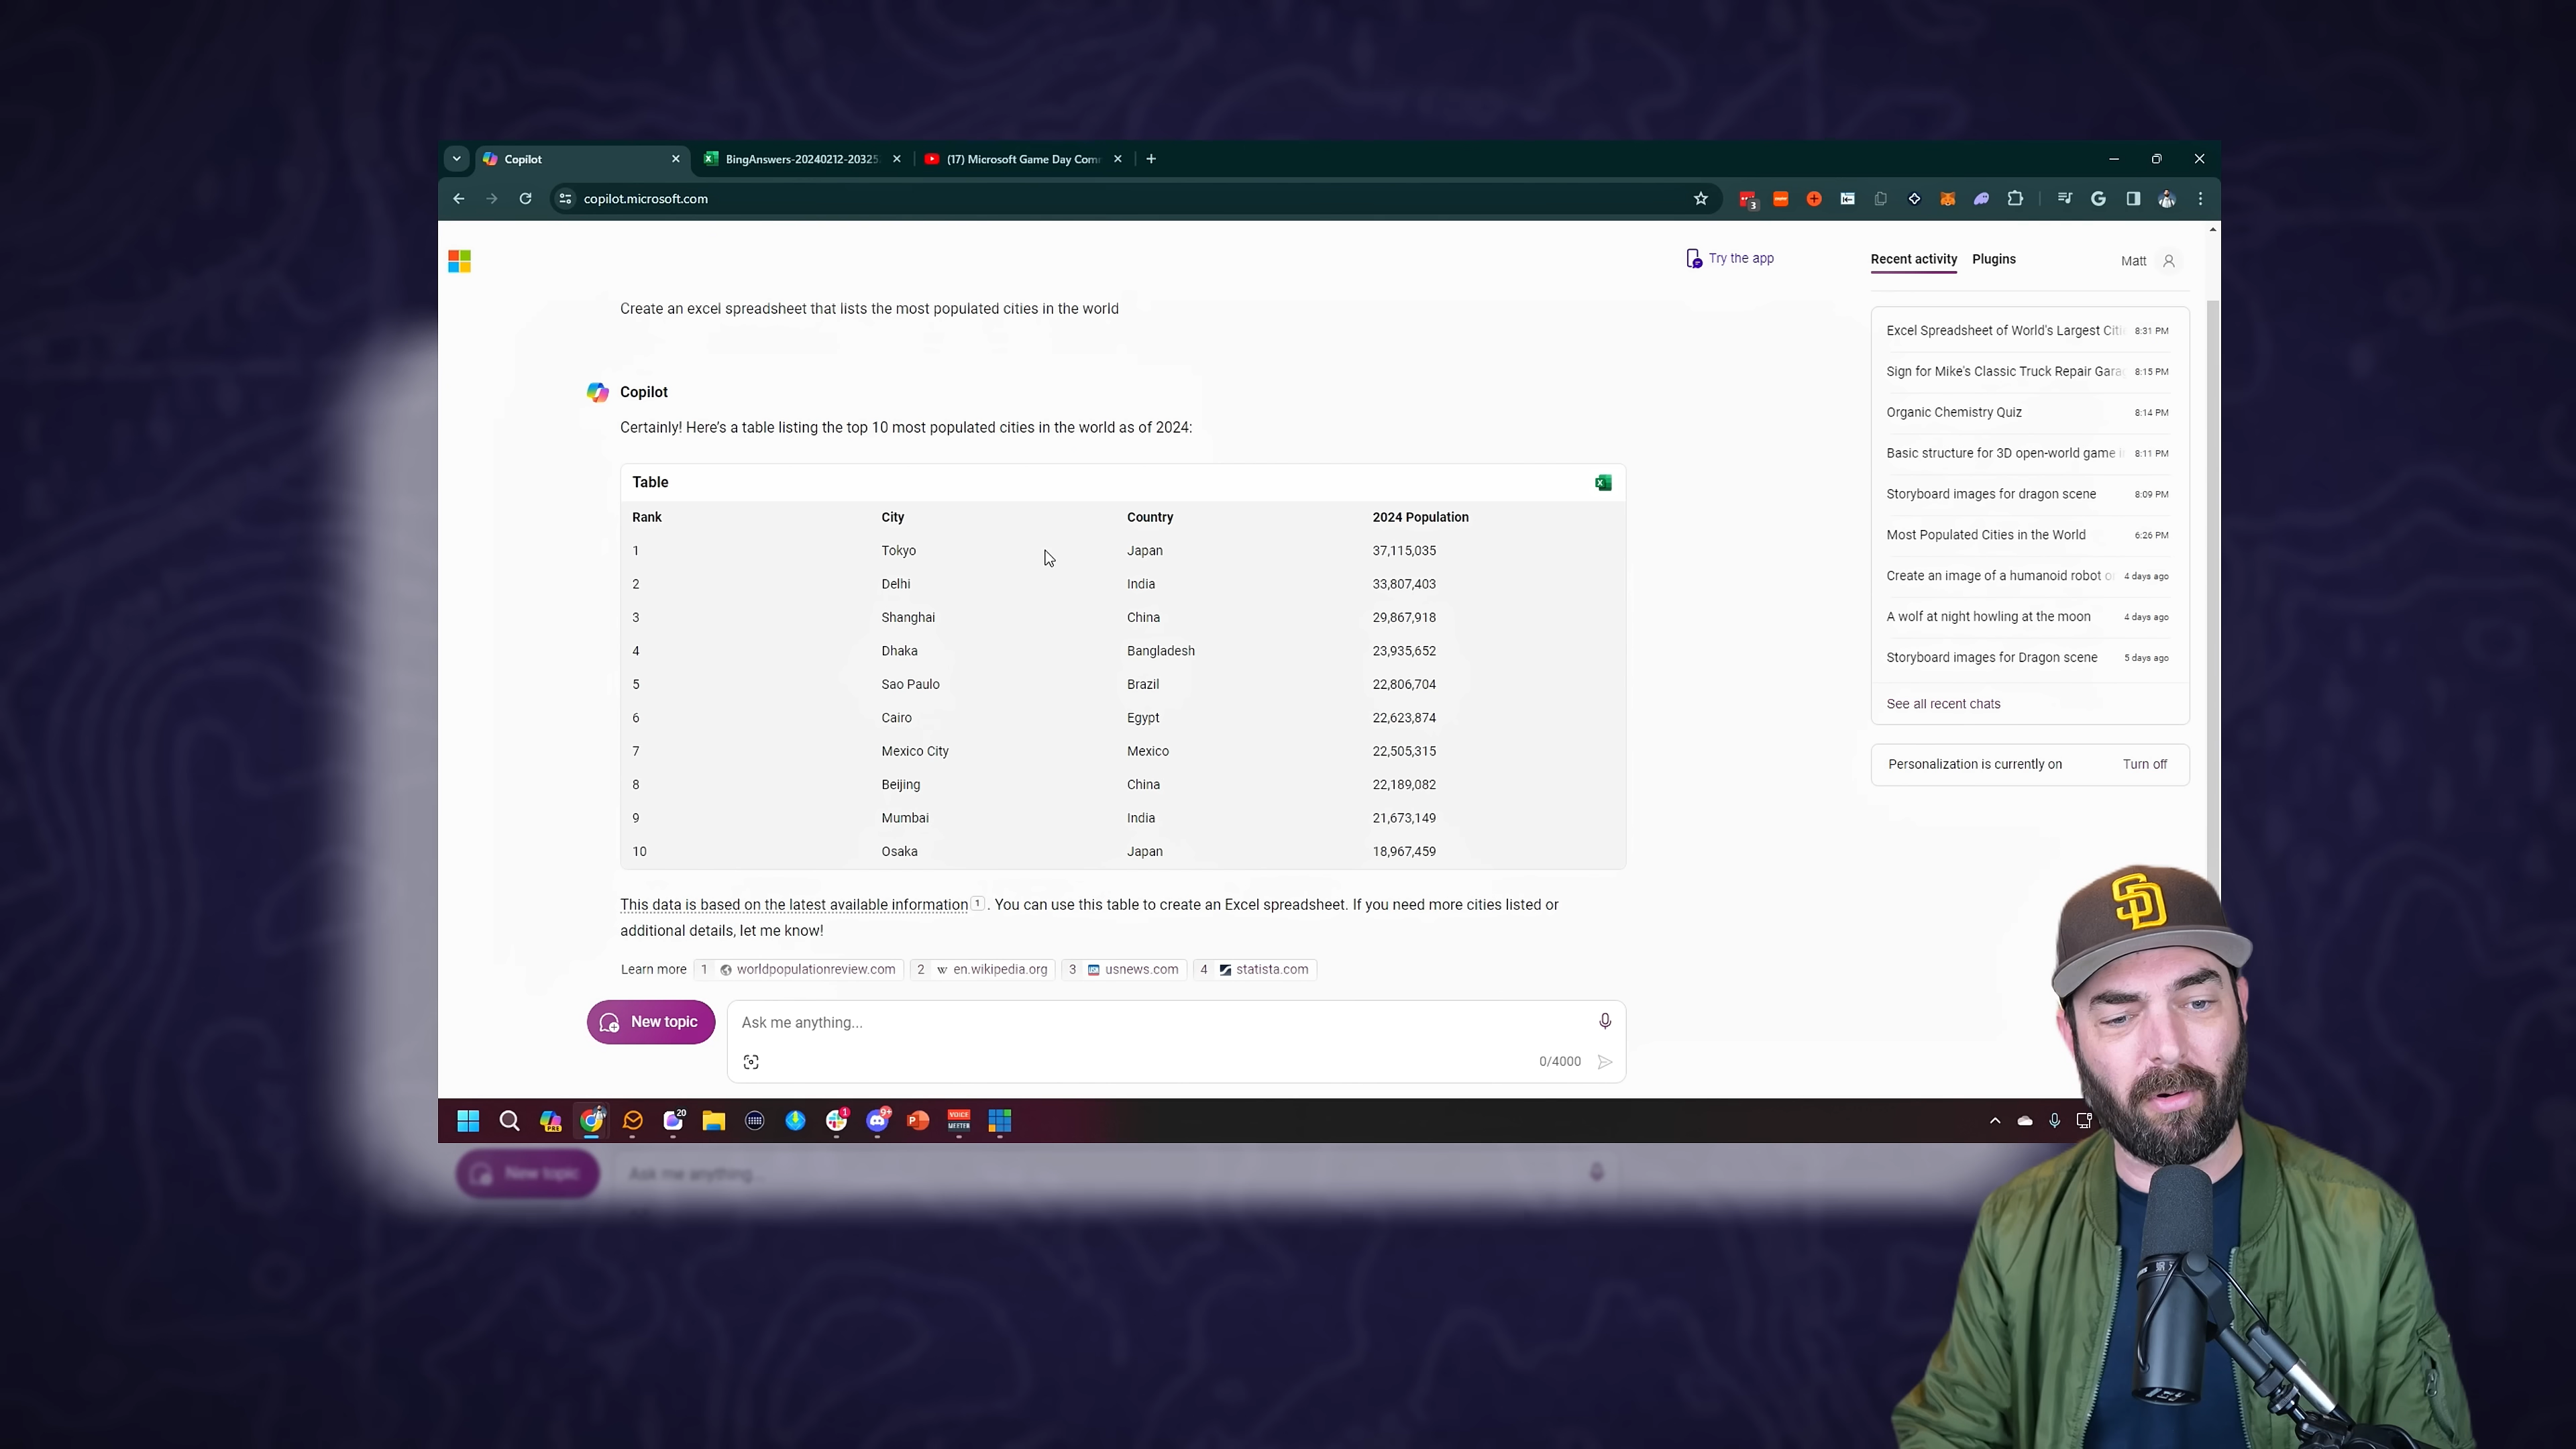 Copilot
BingAnswers-20240212-20325
(17) Microsoft Game Day Com
copilot.microsoft.com
3
Try the app
Recent activity Plugins
Matt
Create an excel spreadsheet that lists the most populated cities in the world
Copilot
Certainly! Here's a table listing the top 10 most populated cities in the world as of 2024:
Table
Rank City Country 2024 Population
1 Tokyo Japan 37,115,035
2 Delhi India 33,807,403
3 Shanghai China 29,867,918
4 Dhaka Bangladesh 23,935,652
5 Sao Paulo Brazil 22,806,704
6 Cairo Egypt 22,623,874
7 Mexico City Mexico 22,505,315
8 Beijing China 22,189,082
9 Mumbai India 21,673,149
10 Osaka Japan 18,967,459
This data is based on the latest available information 1 . You can use this table to create an Excel spreadsheet. If you need more cities listed or
additional details, let me know!
Learn more 1 worldpopulationreview.com 2 W en.wikipedia.org 3 usnews.com 4 statista.com
New topic
Ask me anything...
0/4000
Excel Spreadsheet of World's Largest Citi 8:31 PM
Sign for Mike's Classic Truck Repair Gara 8:15 PM
Organic Chemistry Quiz 8:14 PM
Basic structure for 3D open-world game i 8:11 PM
Storyboard images for dragon scene 8:09 PM
Most Populated Cities in the World 6:26 PM
Create an image of a humanoid robot o 4 days ago
A wolf at night howling at the moon 4 days ago
Storyboard images for Dragon scene 5 days ago
See all recent chats
Personalization is currently on Turn off
SD
PRE
20
1
9+
P
VOICE
MEETER
New topic
Ask me anything...